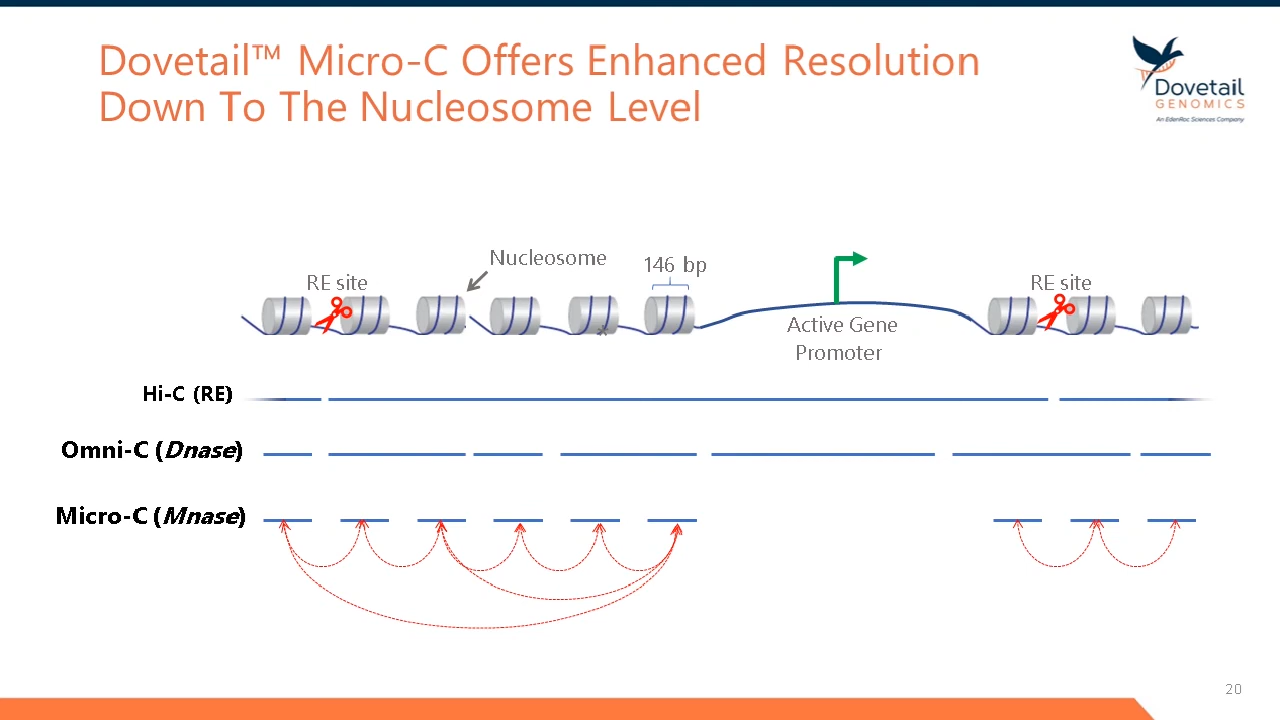 Dovetail™ Micro-C Offers Enhanced Resolution
Down To The Nucleosome Level
Dovetail
GENOMICS
An EdenRoc Sciences Company
Nucleosome
146 bp
RE site
RE site
Active Gene
Promoter
*
Hi-C (RE)
Omni-C (Dnase)
Micro-C (Mnase)
20